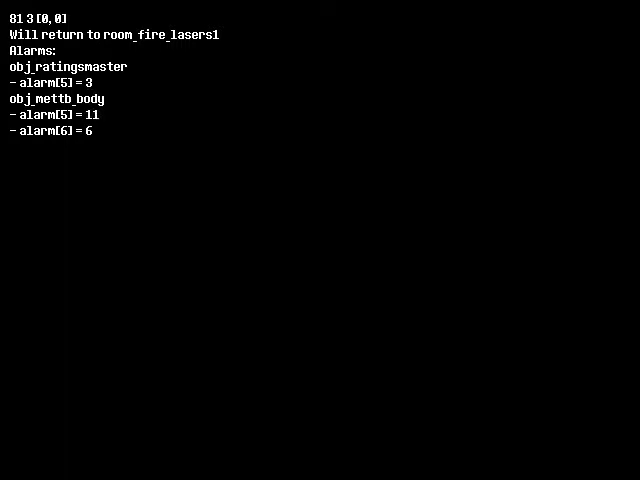 81 3 [0, 0]
Will return to room_fire_lasers1
Alarms:
obj_ratingsmaster
- alarm[5] = 3
obj_mettb_body
- alarm[5] = 11
- alarm[6] = 6